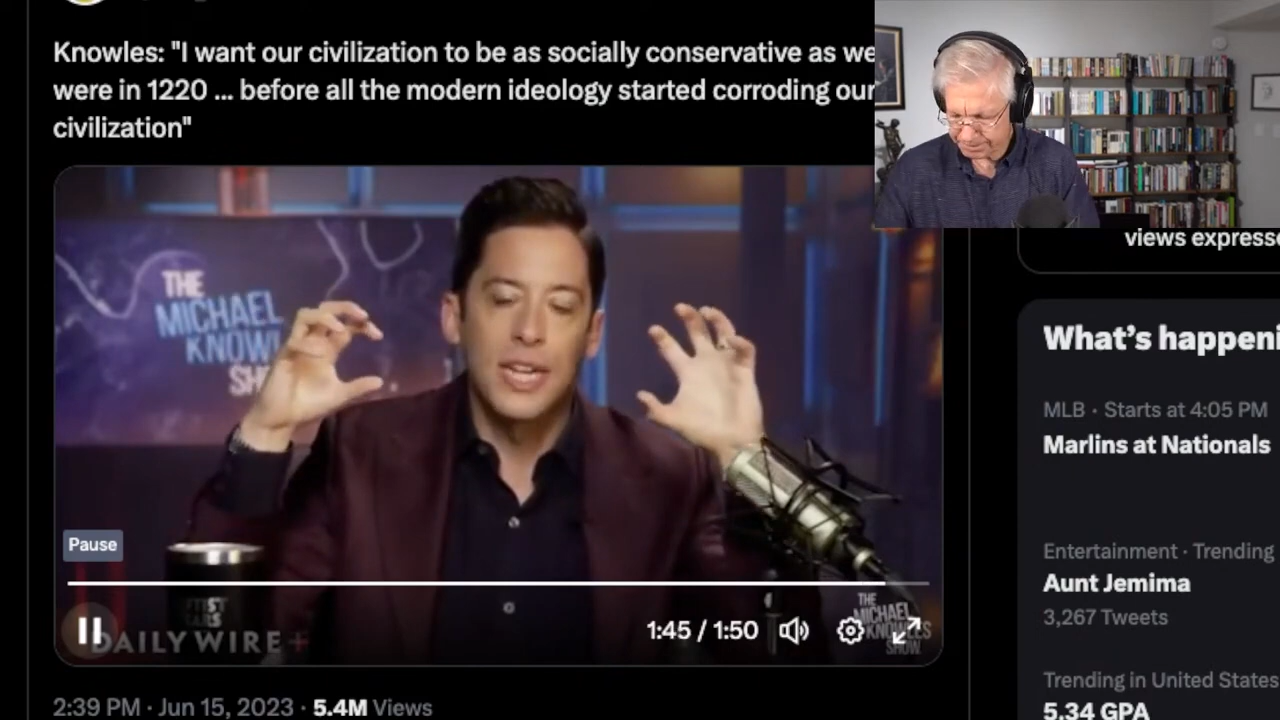 Knowles: "I want our civilization to be as socially conservative as we
were in 1220 ... before all the modern ideology started corroding our
civilization"
THE
MICHAEL
KNOWL
SH
Pause
1:45 / 1:50
DAILY WIRE+
THE
MICHAEL
KNOWLES
SHOW.
2:39 PM · Jun 15, 2023 · 5.4M Views
views express
What's happeni
MLB · Starts at 4:05 PM
Marlins at Nationals
Entertainment · Trending
Aunt Jemima
3,267 Tweets
Trending in United States
5.34 GPA